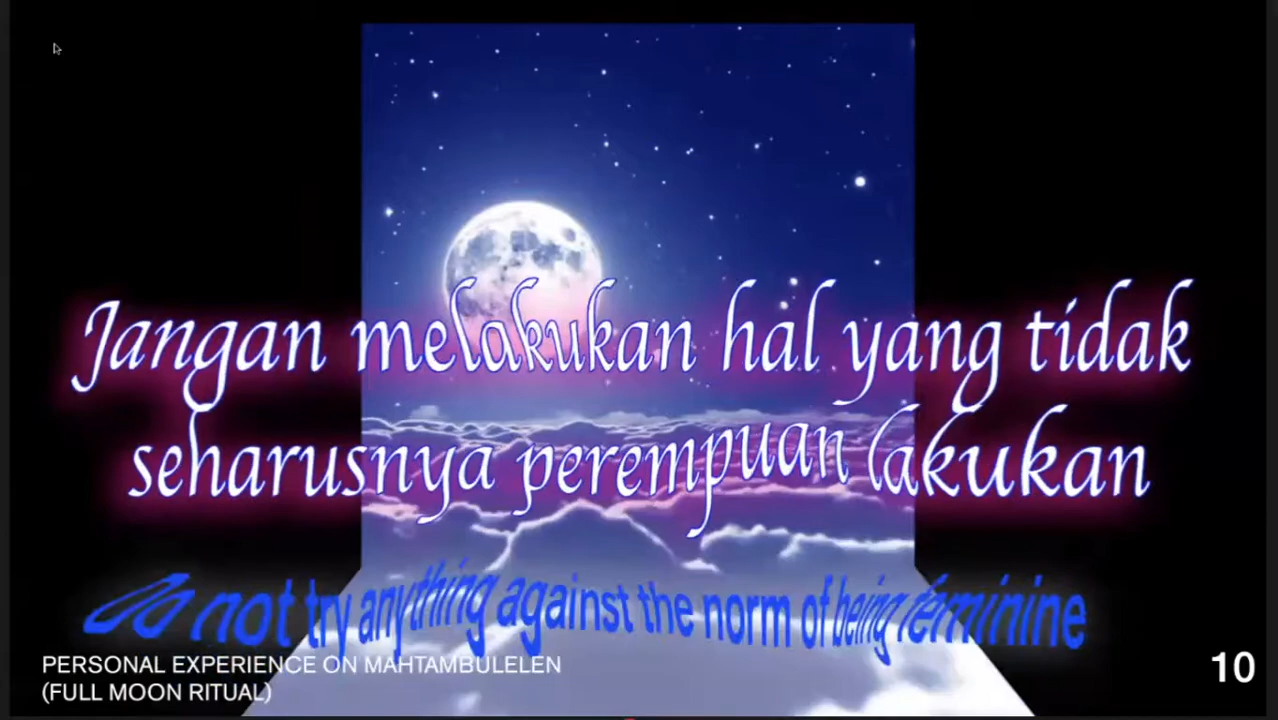 Jangan melakukan hal yang tidak
seharusnya perempuan lakukan
do not try anything against the norm of being feminine
PERSONAL EXPERIENCE ON MAHTAMBULELEN
(FULL MOON RITUAL)
10